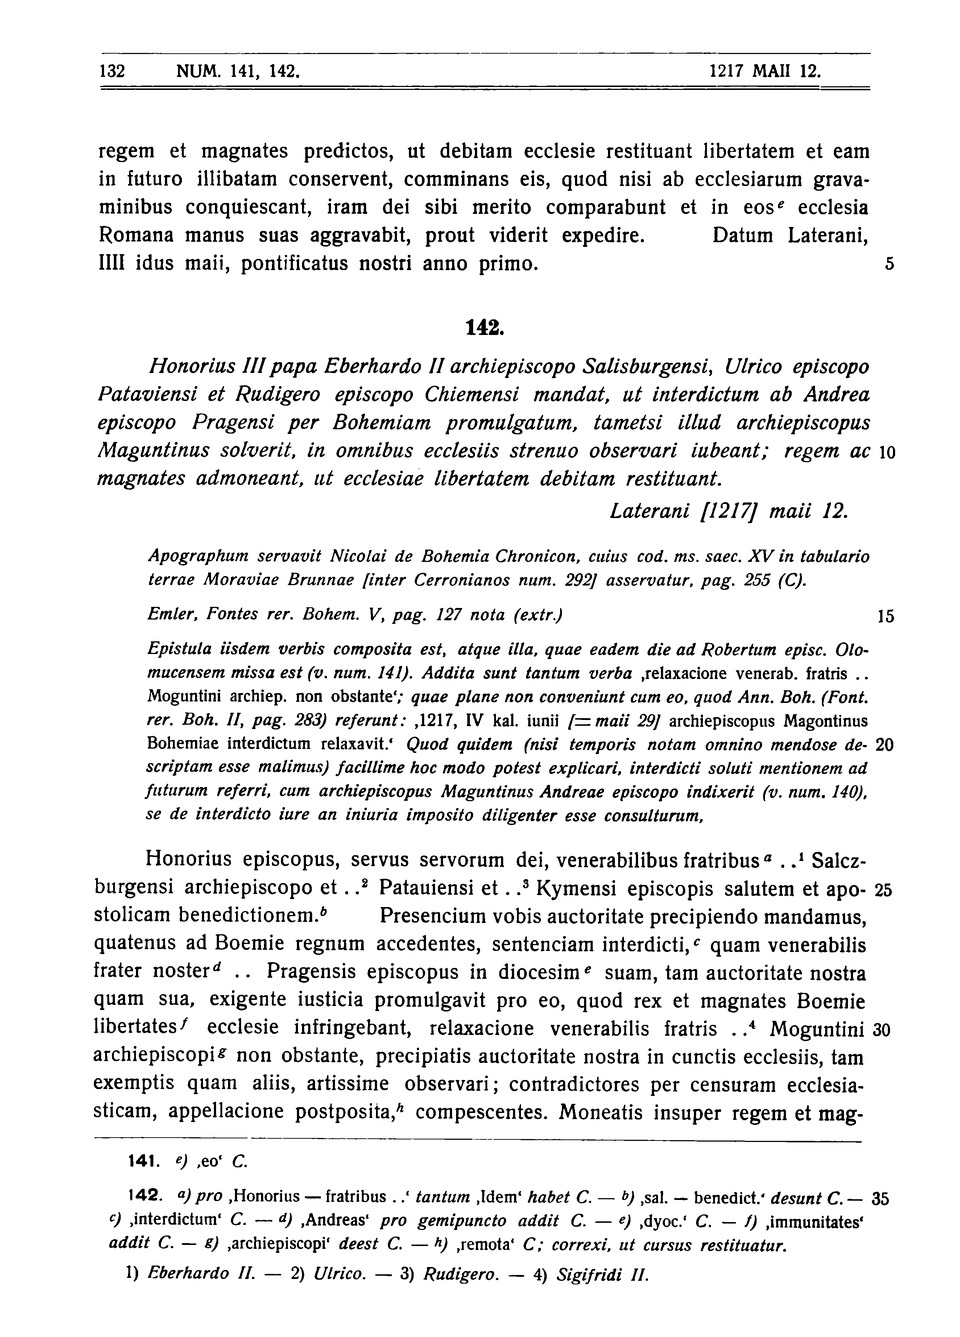 132 NUM. 141, 142. 1217 MAII 12.
regem et magnates predictos, ut debitam ecclesie restituant libertatem et eam
in futuro illibatam conservent, comminans eis, quod nisi ab ecclesiarum grava-
minibus conquiescant, iram dei sibi merito comparabunt et in eos e ecclesia
Romana manus suas aggravabit, prout viderit expedire. Datum Laterani,
IIII idus maii, pontificatus nostri anno primo. 5
142.
Honorius III papa Eberhardo II archiepiscopo Salisburgensi, Ulrico episcopo
Pataviensi et Rudigero episcopo Chiemensi mandat, ut interdictum ab Andrea
episcopo Pragensi per Bohemiam promulgatum, tametsi illud archiepiscopus
Maguntinus solverit, in omnibus ecclesiis strenuo observari iubeant; regem ac 10
magnates admoneant, ut ecclesiae libertatem debitam restituant.
Laterani [1217] maii 12.
Apographum servavit Nicolai de Bohemia Chronicon, cuius cod. ms. saec. XV in tabulario
terrae Moraviae Brunnae [inter Cerronianos num. 292] asservatur, pag. 255 (C).
Emler, Fontes rer. Bohem. V, pag. 127 nota (extr.) 15
Epistula iisdem verbis composita est, atque illa, quae eadem die ad Robertum episc. Olo-
mucensem missa est (v. num. 141). Addita sunt tantum verba ‚relaxacione venerab. fratris . .
Moguntini archiep. non obstante‘; quae plane non conveniunt cum eo, quod Ann. Boh. (Font.
rer. Boh. II, pag. 283) referunt: ‚1217, IV kal. iunii [= maii 29] archiepiscopus Magontinus
Bohemiae interdictum relaxavit.‘ Quod quidem (nisi temporis notam omnino mendose de- 20
scriptam esse malimus) facillime hoc modo potest explicari, interdicti soluti mentionem ad
futurum referri, cum archiepiscopus Maguntinus Andreae episcopo indixerit (v. num. 140),
se de interdicto iure an iniuria imposito diligenter esse consulturum,
Honorius episcopus, servus servorum dei, venerabilibus fratribus a . .¹ Salcz-
burgensi archiepiscopo et . .² Patauiensi et . .³ Kymensi episcopis salutem et apo- 25
stolicam benedictionem.b Presencium vobis auctoritate precipiendo mandamus,
quatenus ad Boemie regnum accedentes, sentenciam interdicti,c quam venerabilis
frater noster d . . Pragensis episcopus in diocesim e suam, tam auctoritate nostra
quam sua, exigente iusticia promulgavit pro eo, quod rex et magnates Boemie
libertates f ecclesie infringebant, relaxacione venerabilis fratris . .⁴ Moguntini 30
archiepiscopi g non obstante, precipiatis auctoritate nostra in cunctis ecclesiis, tam
exemptis quam aliis, artissime observari; contradictores per censuram ecclesia-
sticam, appellacione postposita,h compescentes. Moneatis insuper regem et mag-
141. e) ‚eo‘ C.
142. a) pro ‚Honorius — fratribus . .‘ tantum ‚Idem‘ habet C. — b) ‚sal. — benedict.‘ desunt C. — 35
c) ‚interdictum‘ C. — d) ‚Andreas‘ pro gemipuncto addit C. — e) ‚dyoc.‘ C. — f) ‚immunitates‘
addit C. — g) ‚archiepiscopi‘ deest C. — h) ‚remota‘ C; correxi, ut cursus restituatur.
1) Eberhardo II. — 2) Ulrico. — 3) Rudigero. — 4) Sigifridi II.